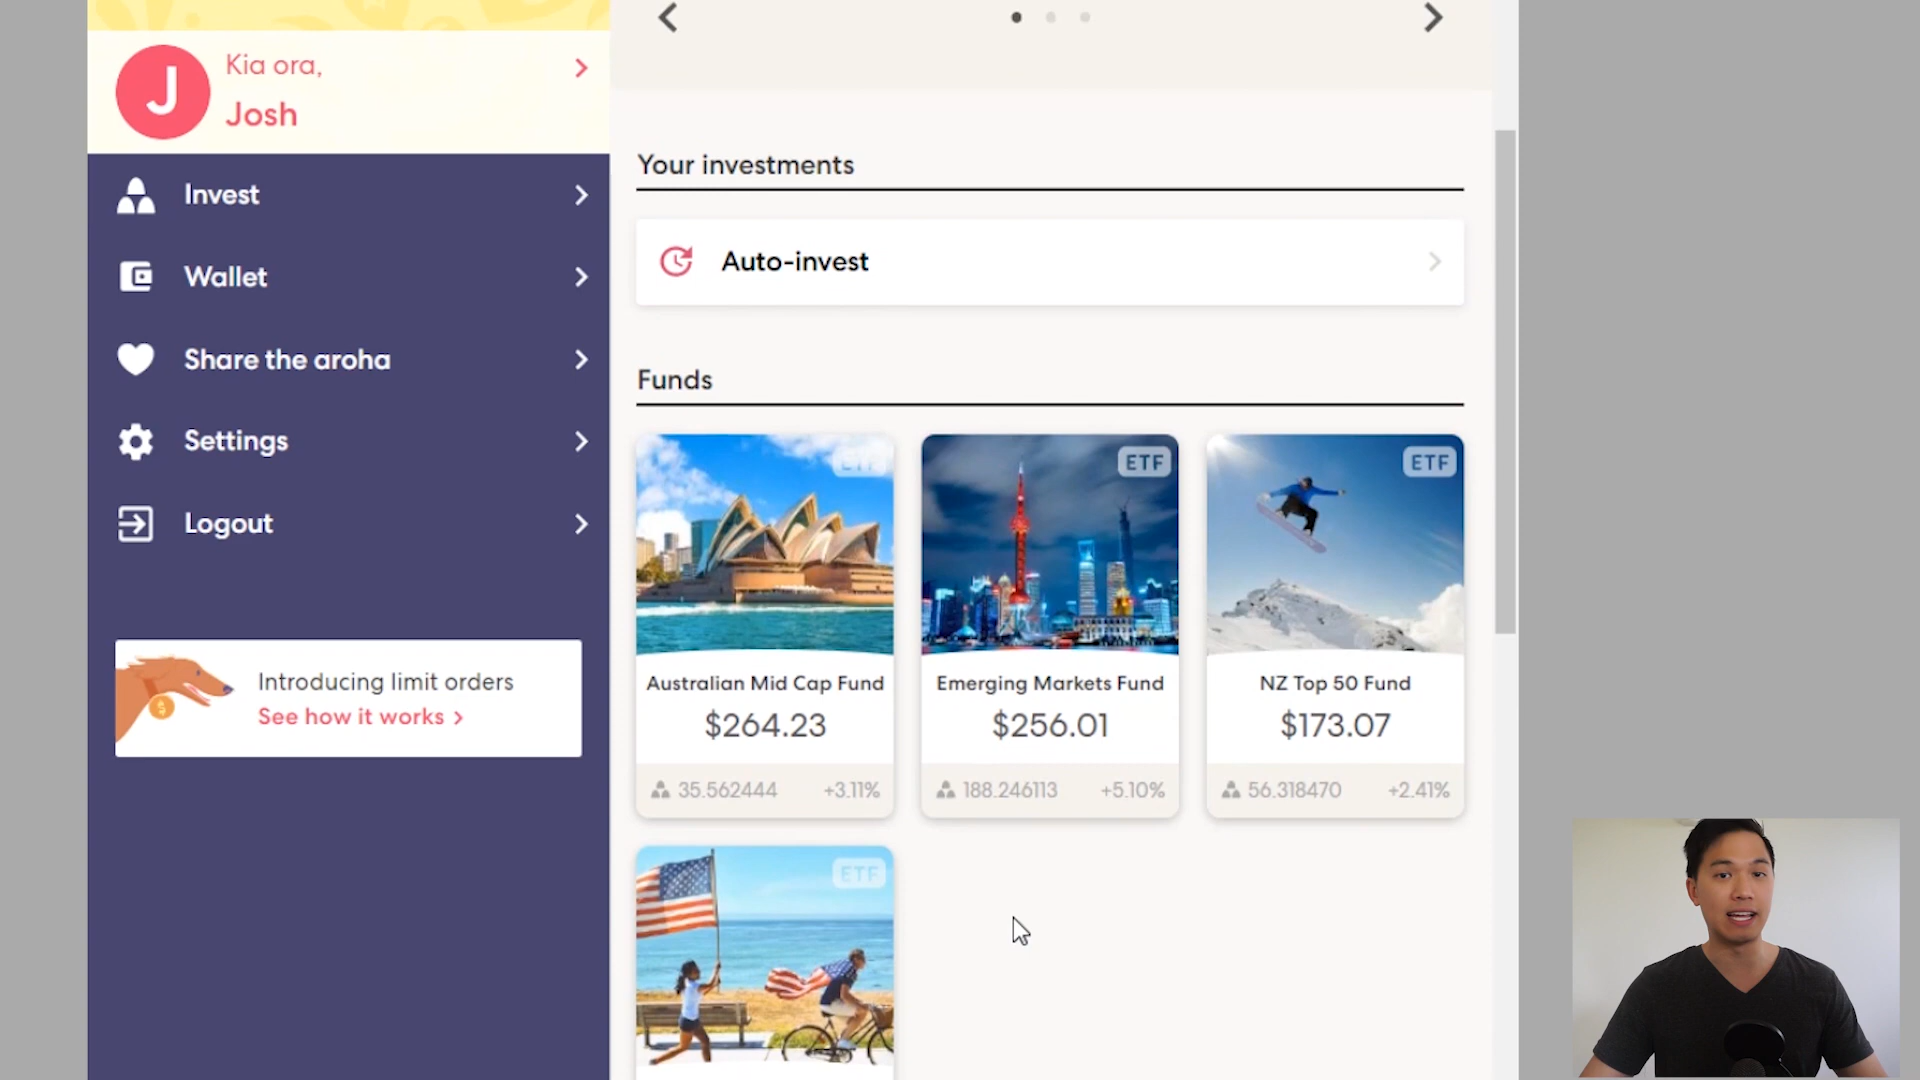 J
Kia ora,
Josh
Invest
Wallet
Share the aroha
Settings
Logout
Introducing limit orders
See how it works
Your investments
Auto-invest
Funds
ETF
ETF
ETF
Australian Mid Cap Fund
Emerging Markets Fund
NZ Top 50 Fund
$264.23
$256.01
$173.07
35.562444 +3.11%
188.246113 +5.10%
56.318470 +2.41%
ETF